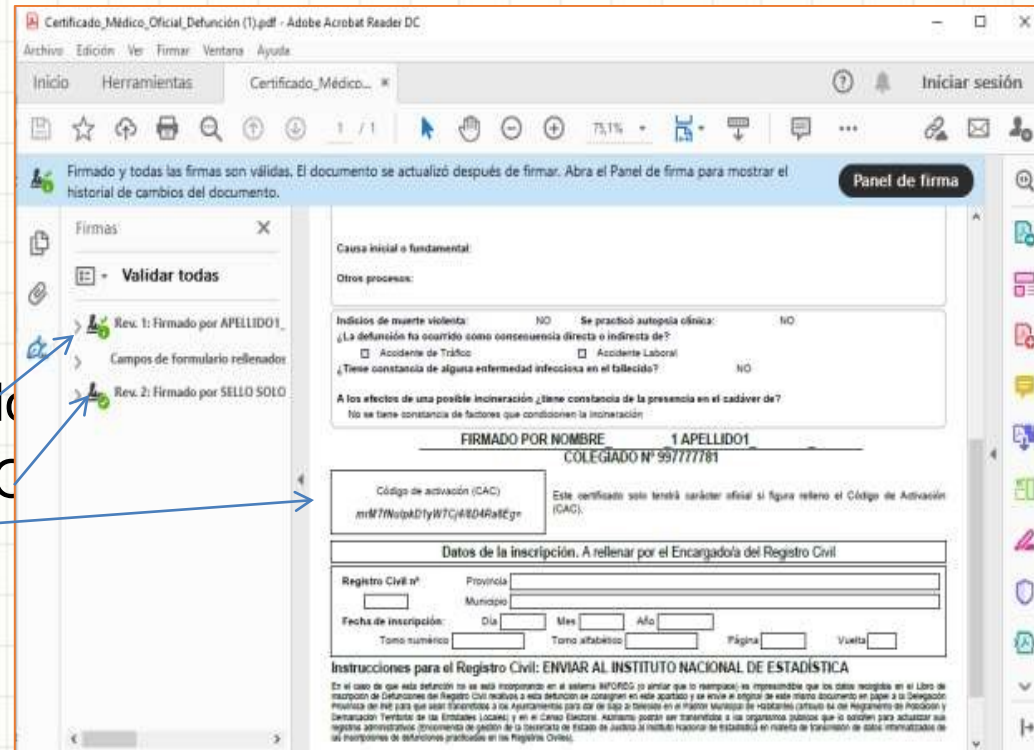 Certificado_Médico_Oficial_Defunción (1).pdf - Adobe Acrobat Reader DC
Archivo Edición Ver Firmar Ventana Ayuda
Inicio Herramientas Certificado_Médico... × Iniciar sesión
1 / 1 75,1%
Firmado y todas las firmas son válidas. El documento se actualizó después de firmar. Abra el Panel de firma para mostrar el
historial de cambios del documento.
Panel de firma
Firmas
Validar todas
Rev. 1: Firmado por APELLIDO1_
Campos de formulario rellenados
Rev. 2: Firmado por SELLO SOLO
Causa inicial o fundamental:
Otros procesos:
Indicios de muerte violenta: NO Se practicó autopsia clínica: NO
¿La defunción ha ocurrido como consecuencia directa o indirecta de?
Accidente de Tráfico Accidente Laboral
¿Tiene constancia de alguna enfermedad infecciosa en el fallecido? NO
A los efectos de una posible incineración ¿tiene constancia de la presencia en el cadáver de?
No se tiene constancia de factores que condicionen la incineración
FIRMADO POR NOMBRE_ _1 APELLIDO1_ _
COLEGIADO Nº 997777781
Código de activación (CAC)
Este certificado solo tendrá carácter oficial si figura relleno el Código de Activación
(CAC).
Datos de la inscripción. A rellenar por el Encargado/a del Registro Civil
Registro Civil nº Provincia
Municipio
Fecha de inscripción: Día Mes Año
Tomo numérico Tomo alfabético Página Vuelta
Instrucciones para el Registro Civil: ENVIAR AL INSTITUTO NACIONAL DE ESTADÍSTICA